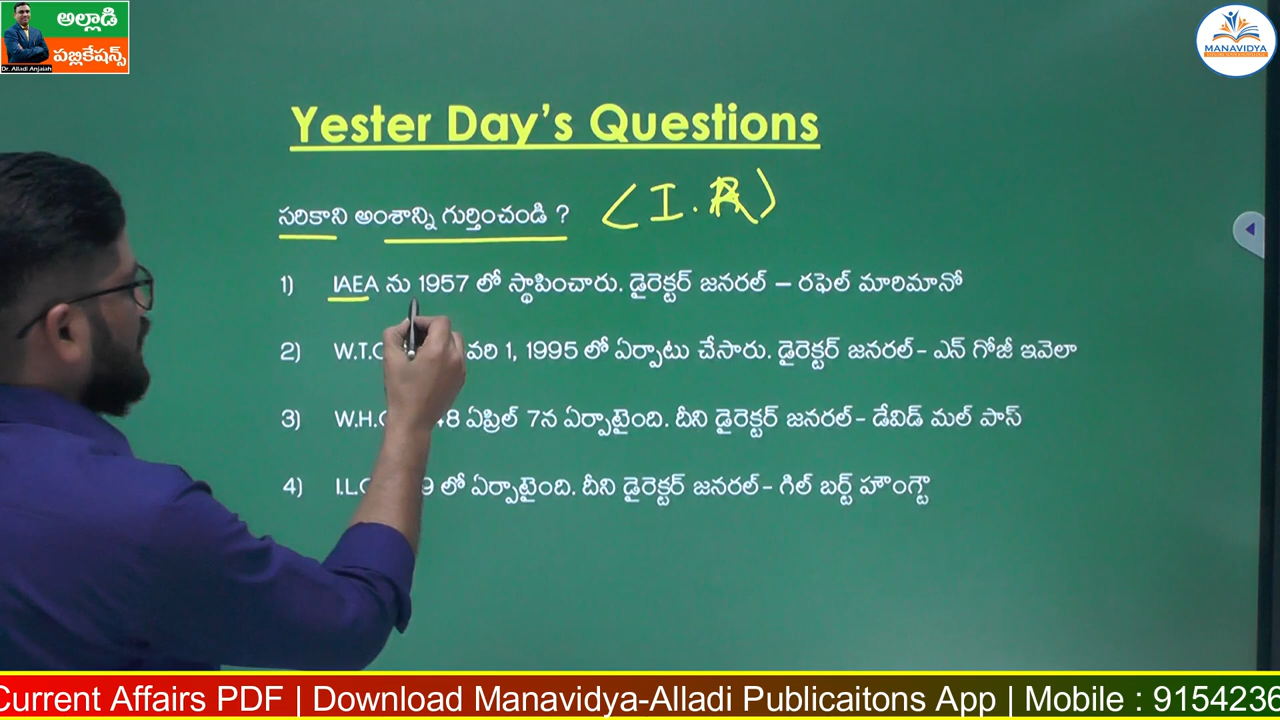 అల్లాడి
పబ్లికేషన్స్
Dr. Alladi Anjaiah
MANAVIDYA
Yester Day's Questions
సరికాని అంశాన్ని గుర్తించండి ? (I.R)
1) IAEA ను 1957 లో స్థాపించారు. డైరెక్టర్ జనరల్ – రఫెల్ మారిమానో
2) W.T. వరి 1, 1995 లో ఏర్పాటు చేసారు. డైరెక్టర్ జనరల్- ఎన్ గోజీ ఇవెలా
3) W.H. 48 ఏప్రిల్ 7న ఏర్పాటైంది. దీని డైరెక్టర్ జనరల్- డేవిడ్ మల్ పాస్
4) I.L. 9 లో ఏర్పాటైంది. దీని డైరెక్టర్ జనరల్- గిల్ బర్ట్ హౌంగ్టౌ
Current Affairs PDF | Download Manavidya-Alladi Publicaitons App | Mobile : 9154236